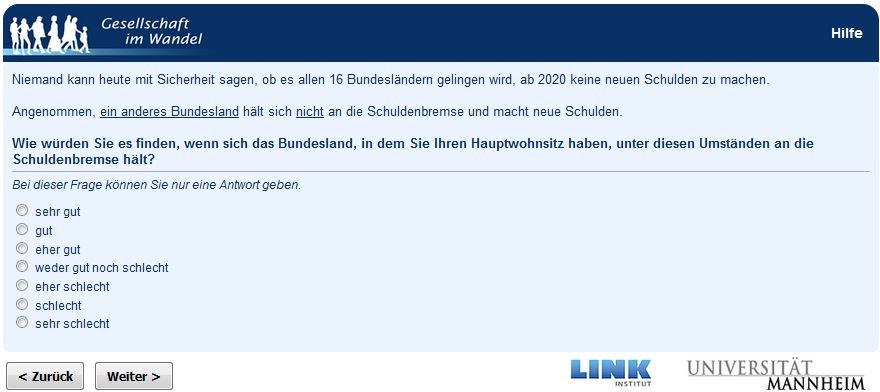 Gesellschaft
im Wandel
Hilfe
Niemand kann heute mit Sicherheit sagen, ob es allen 16 Bundesländern gelingen wird, ab 2020 keine neuen Schulden zu machen.
Angenommen, ein anderes Bundesland hält sich nicht an die Schuldenbremse und macht neue Schulden.
Wie würden Sie es finden, wenn sich das Bundesland, in dem Sie Ihren Hauptwohnsitz haben, unter diesen Umständen an die
Schuldenbremse hält?
Bei dieser Frage können Sie nur eine Antwort geben.
sehr gut
gut
eher gut
weder gut noch schlecht
eher schlecht
schlecht
sehr schlecht
< Zurück
Weiter >
LINK
INSTITUT
UNIVERSITÄT
MANNHEIM